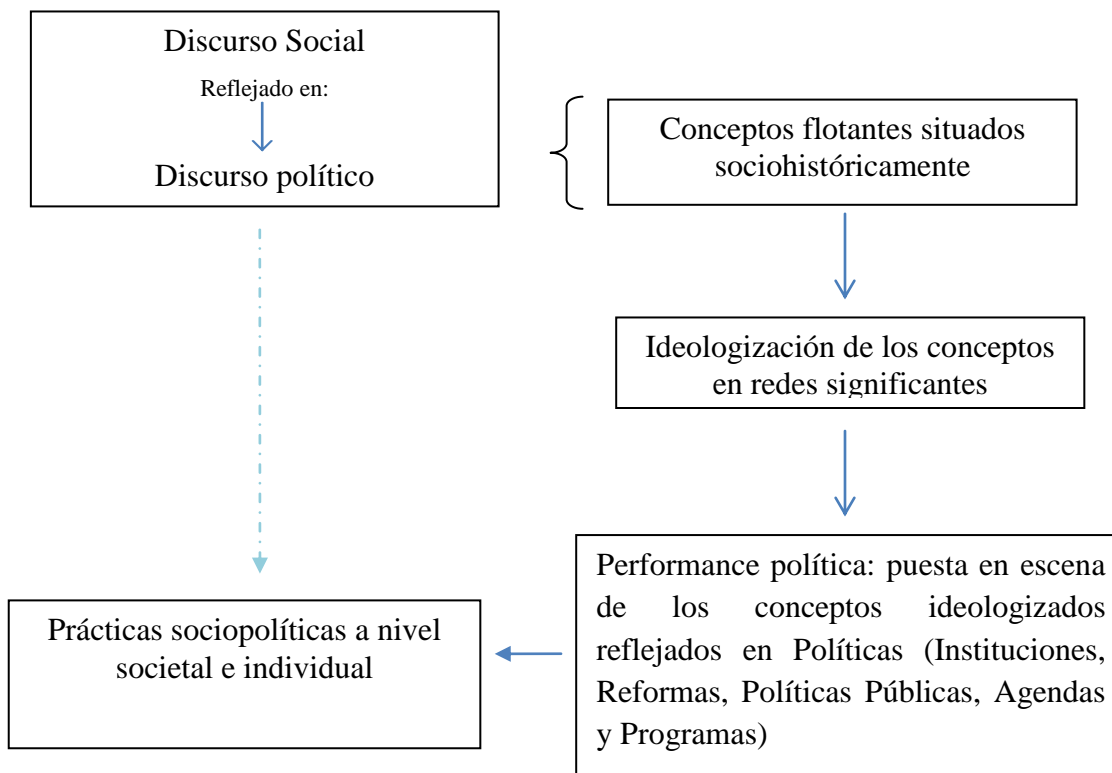 Discurso Social
Reflejado en:
Discurso político
Conceptos flotantes situados
sociohistóricamente
Ideologización de los conceptos
en redes significantes
Performance política: puesta en escena
de los conceptos ideologizados
reflejados en Políticas (Instituciones,
Reformas, Políticas Públicas, Agendas
y Programas)
Prácticas sociopolíticas a nivel
societal e individual